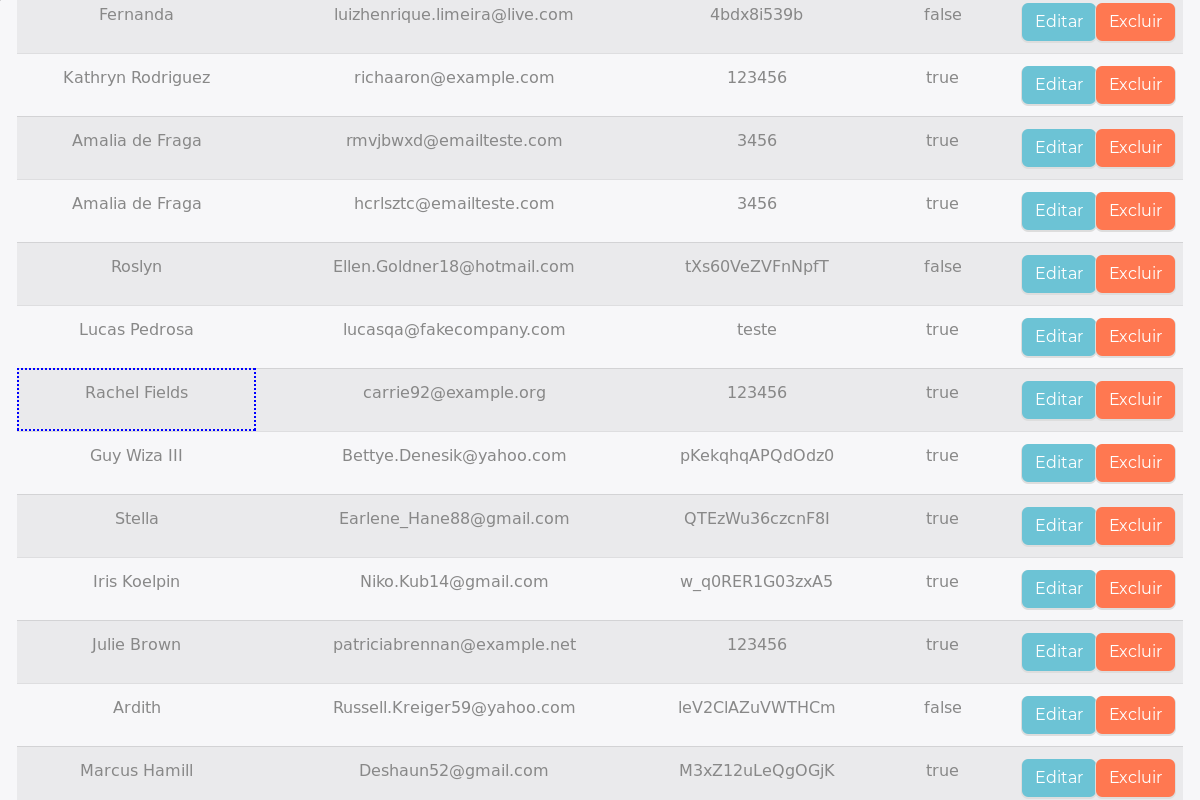 Fernanda luizhenrique.limeira@live.com 4bdx8i539b false Editar Excluir
Kathryn Rodriguez richaaron@example.com 123456 true Editar Excluir
Amalia de Fraga rmvjbwxd@emailteste.com 3456 true Editar Excluir
Amalia de Fraga hcrlsztc@emailteste.com 3456 true Editar Excluir
Roslyn Ellen.Goldner18@hotmail.com tXs60VeZVFnNpfT false Editar Excluir
Lucas Pedrosa lucasqa@fakecompany.com teste true Editar Excluir
Rachel Fields carrie92@example.org 123456 true Editar Excluir
Guy Wiza III Bettye.Denesik@yahoo.com pKekqhqAPQdOdz0 true Editar Excluir
Stella Earlene_Hane88@gmail.com QTEzWu36czcnF8I true Editar Excluir
Iris Koelpin Niko.Kub14@gmail.com w_q0RER1G03zxA5 true Editar Excluir
Julie Brown patriciabrennan@example.net 123456 true Editar Excluir
Ardith Russell.Kreiger59@yahoo.com leV2ClAZuVWTHCm false Editar Excluir
Marcus Hamill Deshaun52@gmail.com M3xZ12uLeQgOGjK true Editar Excluir